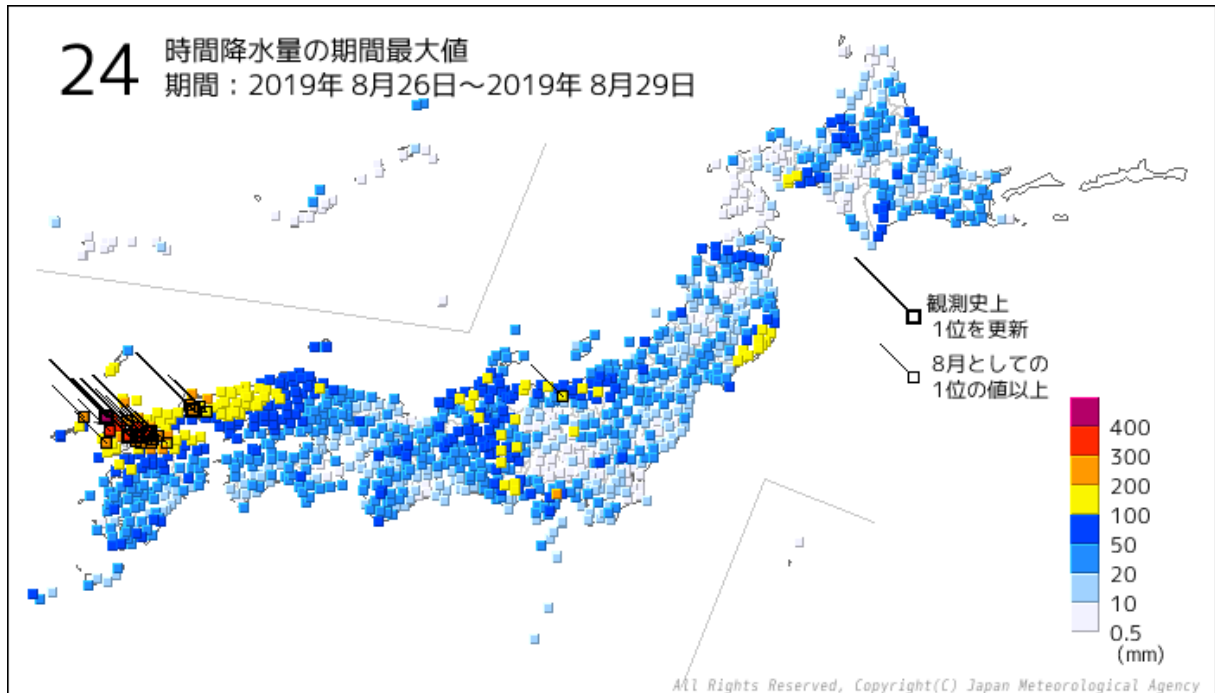 24
時間降水量の期間最大値
期間：2019年 8月26日～2019年 8月29日
観測史上
1位を更新
8月としての
1位の値以上
400
300
200
100
50
20
10
0.5
(mm)
All Rights Reserved, Copyright(C) Japan Meteorological Agency